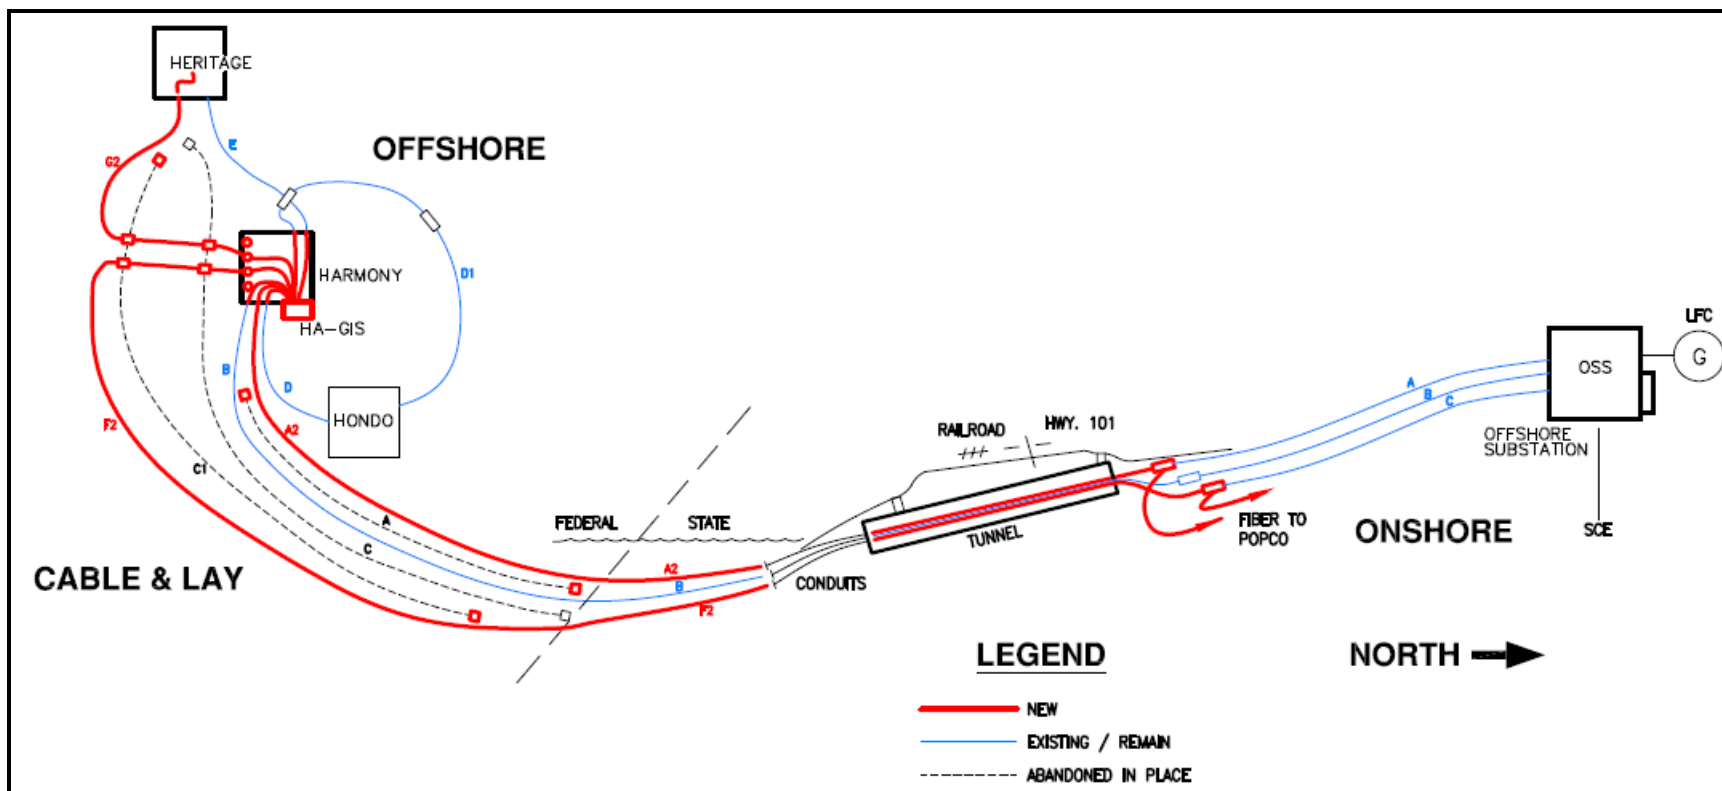 HERITAGE
OFFSHORE
E
G2
D1
HARMONY
HA-GIS
LFC
G
OSS
B
D
HONDO
A
B
C
F2
A2
RAILROAD
HWY. 101
OFFSHORE
SUBSTATION
C1
A
FEDERAL
STATE
TUNNEL
FIBER TO
POPCO
ONSHORE
SCE
C
CABLE & LAY
A2
B
F2
CONDUITS
LEGEND
NORTH
NEW
EXISTING / REMAIN
ABANDONED IN PLACE